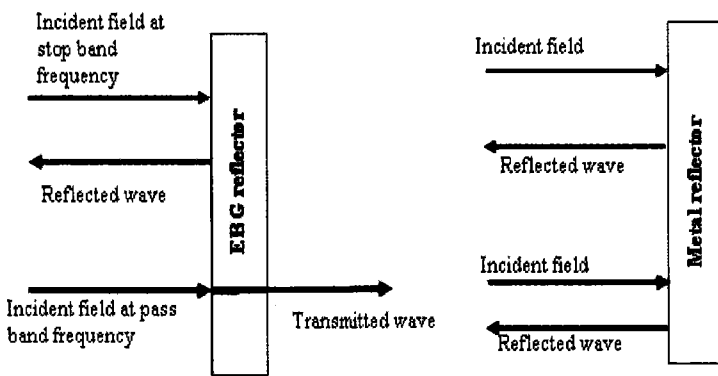 Incident field at
stop band
frequency
Reflected wave
EBG reflector
Incident field at pass
band frequency
Transmitted wave
Incident field
Reflected wave
Metal reflector
Incident field
Reflected wave